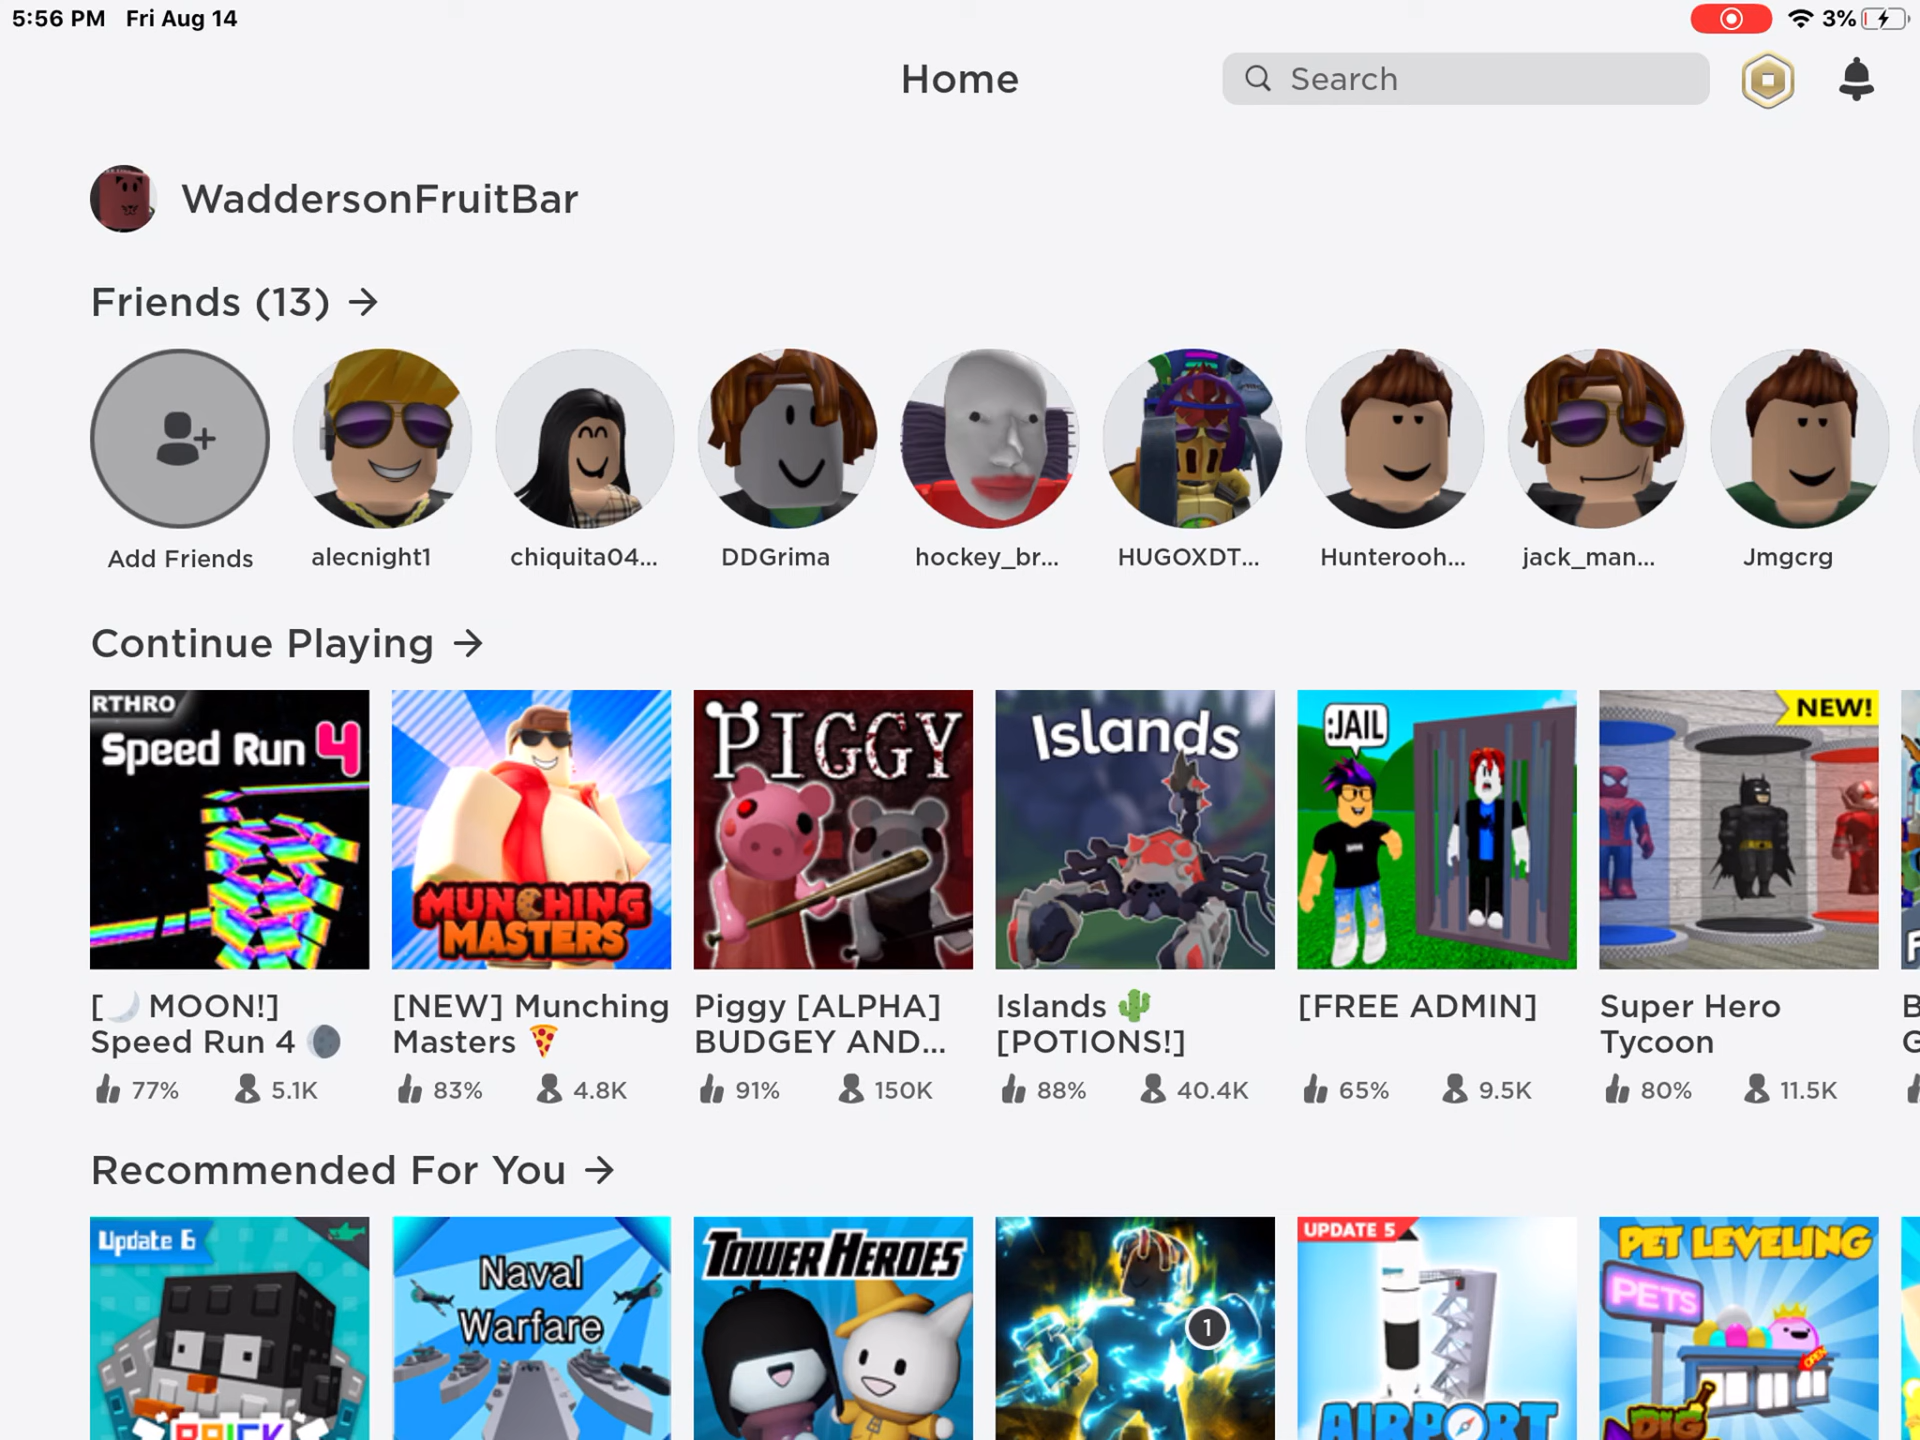 5:56 PM Fri Aug 14
3%
Home
Search
WaddersonFruitBar
Friends (13) →
Add Friends
alecnight1
chiquita04...
DDGrima
hockey_br...
HUGOXDT...
Hunterooh...
jack_man...
Jmgcrg
Continue Playing →
RTHRO
Speed Run 4
MUNCHING
MASTERS
PIGGY
Islands
:JAIL
NEW!
[🌙 MOON!]
Speed Run 4 🌒
[NEW] Munching
Masters 🍕
Piggy [ALPHA]
BUDGEY AND...
Islands 🌵
[POTIONS!]
[FREE ADMIN]
Super Hero
Tycoon
77% 5.1K
83% 4.8K
91% 150K
88% 40.4K
65% 9.5K
80% 11.5K
Recommended For You →
Update 6
BRICK
Naval
Warfare
TOWER HEROES
1
UPDATE 5
AIRPORT
PET LEVELING
PETS
OPEN
DIG